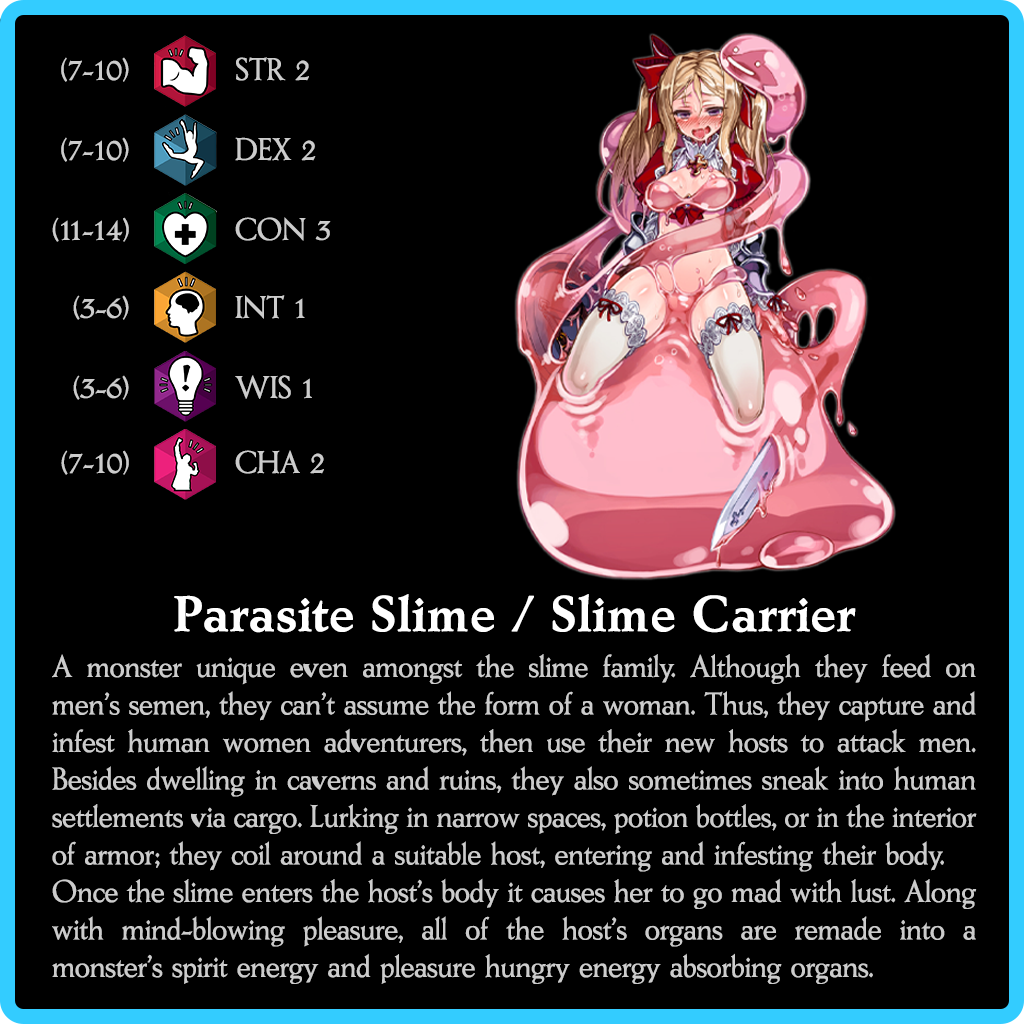 (7-10) STR 2
(7-10) DEX 2
(11-14) CON 3
(3-6) INT 1
(3-6) WIS 1
(7-10) CHA 2
Parasite Slime / Slime Carrier
A monster unique even amongst the slime family. Although they feed on
men's semen, they can't assume the form of a woman. Thus, they capture and
infest human women adventurers, then use their new hosts to attack men.
Besides dwelling in caverns and ruins, they also sometimes sneak into human
settlements via cargo. Lurking in narrow spaces, potion bottles, or in the interior
of armor; they coil around a suitable host, entering and infesting their body.
Once the slime enters the host's body it causes her to go mad with lust. Along
with mind-blowing pleasure, all of the host's organs are remade into a
monster's spirit energy and pleasure hungry energy absorbing organs.